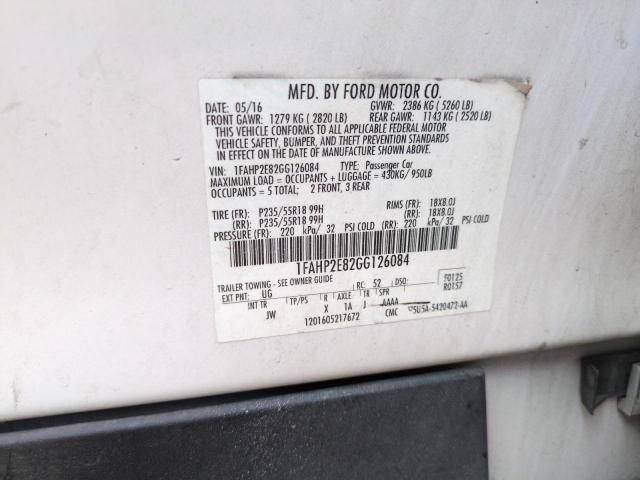 MFD. BY FORD MOTOR CO.
DATE: 05/16 GVWR: 2386 KG ( 5260 LB)
FRONT GAWR: 1279 KG ( 2820 LB) REAR GAWR: 1143 KG ( 2520 LB)
THIS VEHICLE CONFORMS TO ALL APPLICABLE FEDERAL MOTOR
VEHICLE SAFETY, BUMPER, AND THEFT PREVENTION STANDARDS
IN EFFECT ON THE DATE OF MANUFACTURE SHOWN ABOVE.
VIN: 1FAHP2E82GG126084 TYPE: Passenger Car
MAXIMUM LOAD = OCCUPANTS + LUGGAGE = 430KG/ 950LB
OCCUPANTS = 5 TOTAL: 2 FRONT, 3 REAR
TIRE (FR): P235/55R18 99H RIMS (FR): 18X8.0J
(RR): P235/55R18 99H (RR): 18X8.0J
PRESSURE (FR): 220 kPa/ 32 PSI COLD (RR): 220 kPa/ 32 PSI COLD
1FAHP2E82GG126084
TRAILER TOWING - SEE OWNER GUIDE F0125
EXT PNT: UG RC: 52 DSO: R0157
INT TR TP/PS R AXLE TR SPR
JW X 1A J AAAA
1201605217672 CMC 5U5A-5420472-AA